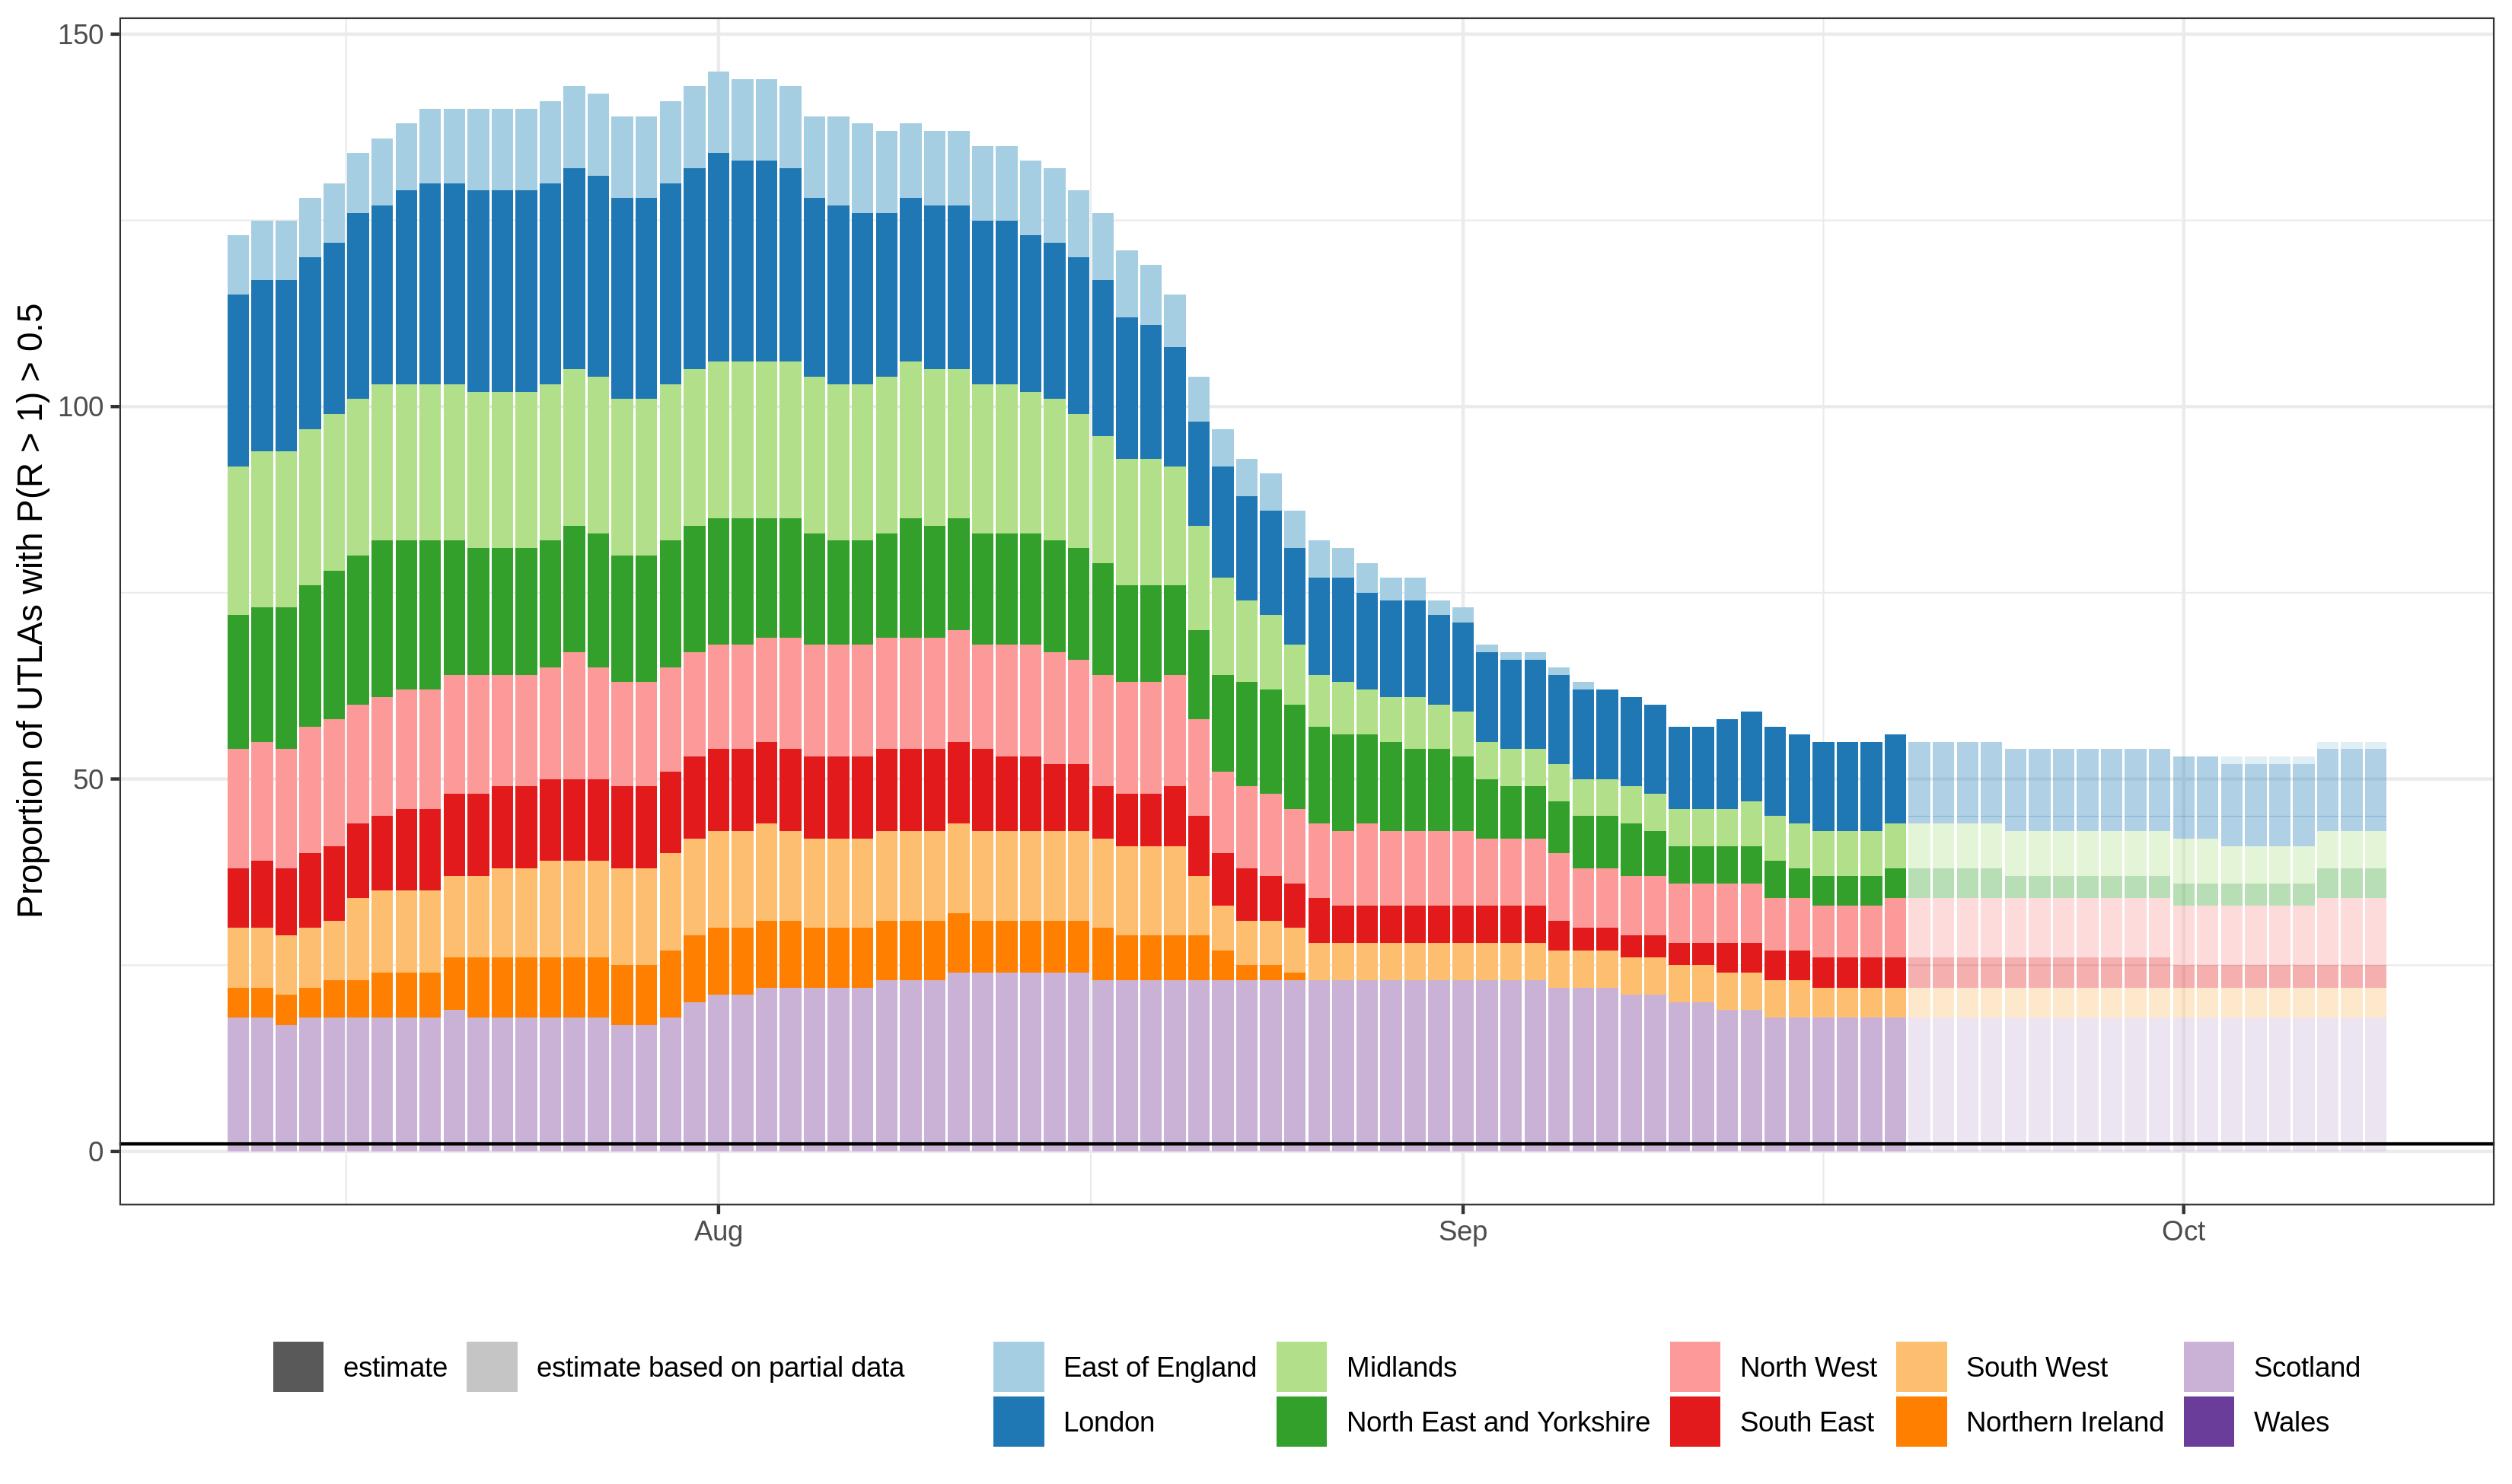 Proportion of UTLAs with P(R > 1) > 0.5
150
100
50
0
Aug Sep Oct
estimate estimate based on partial data East of England Midlands North West South West Scotland
London North East and Yorkshire South East Northern Ireland Wales